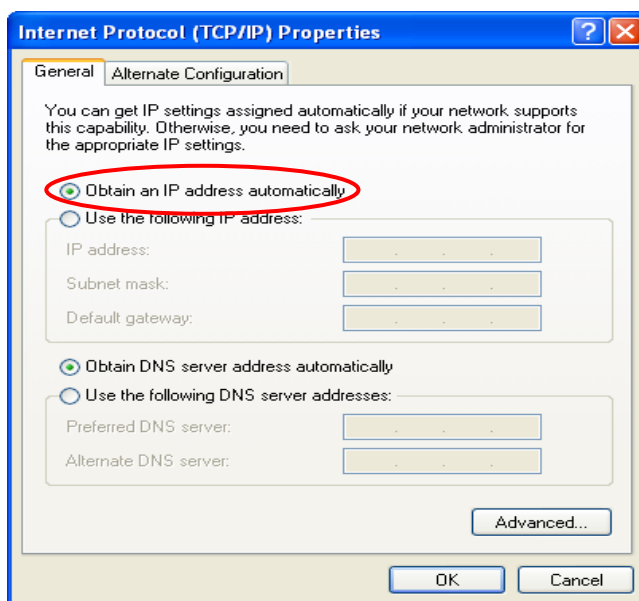 Internet Protocol (TCP/IP) Properties
General
Alternate Configuration
You can get IP settings assigned automatically if your network supports
this capability. Otherwise, you need to ask your network administrator for
the appropriate IP settings.
Obtain an IP address automatically
Use the following IP address:
IP address:
Subnet mask:
Default gateway:
Obtain DNS server address automatically
Use the following DNS server addresses:
Preferred DNS server:
Alternate DNS server:
Advanced...
OK
Cancel